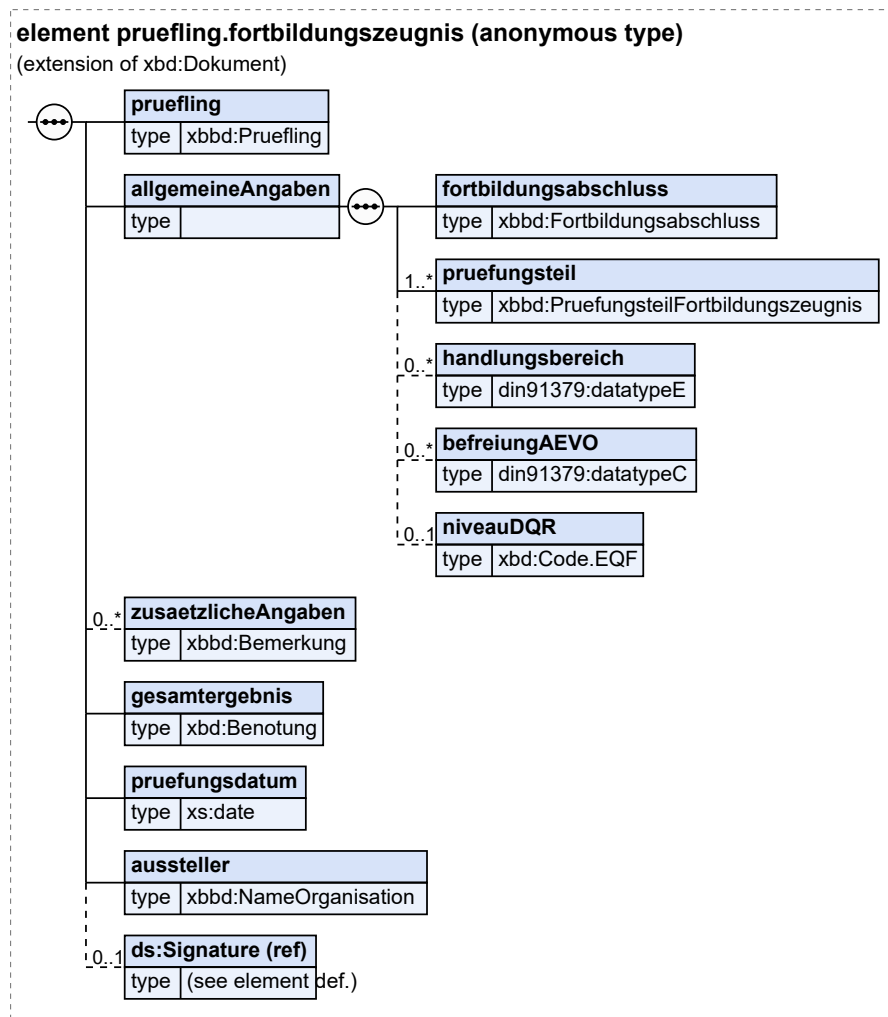 element pruefling.fortbildungszeugnis (anonymous type)
(extension of xbd:Dokument)
pruefling
type xbbd:Pruefling
allgemeineAngaben
type
fortbildungsabschluss
type xbbd:Fortbildungsabschluss
1..* pruefungsteil
type xbbd:PruefungsteilFortbildungszeugnis
0..* handlungsbereich
type din91379:datatypeE
0..* befreiungAEVO
type din91379:datatypeC
0..1 niveauDQR
type xbd:Code.EQF
0..* zusaetzlicheAngaben
type xbbd:Bemerkung
gesamtergebnis
type xbd:Benotung
pruefungsdatum
type xs:date
aussteller
type xbbd:NameOrganisation
0..1 ds:Signature (ref)
type (see element def.)